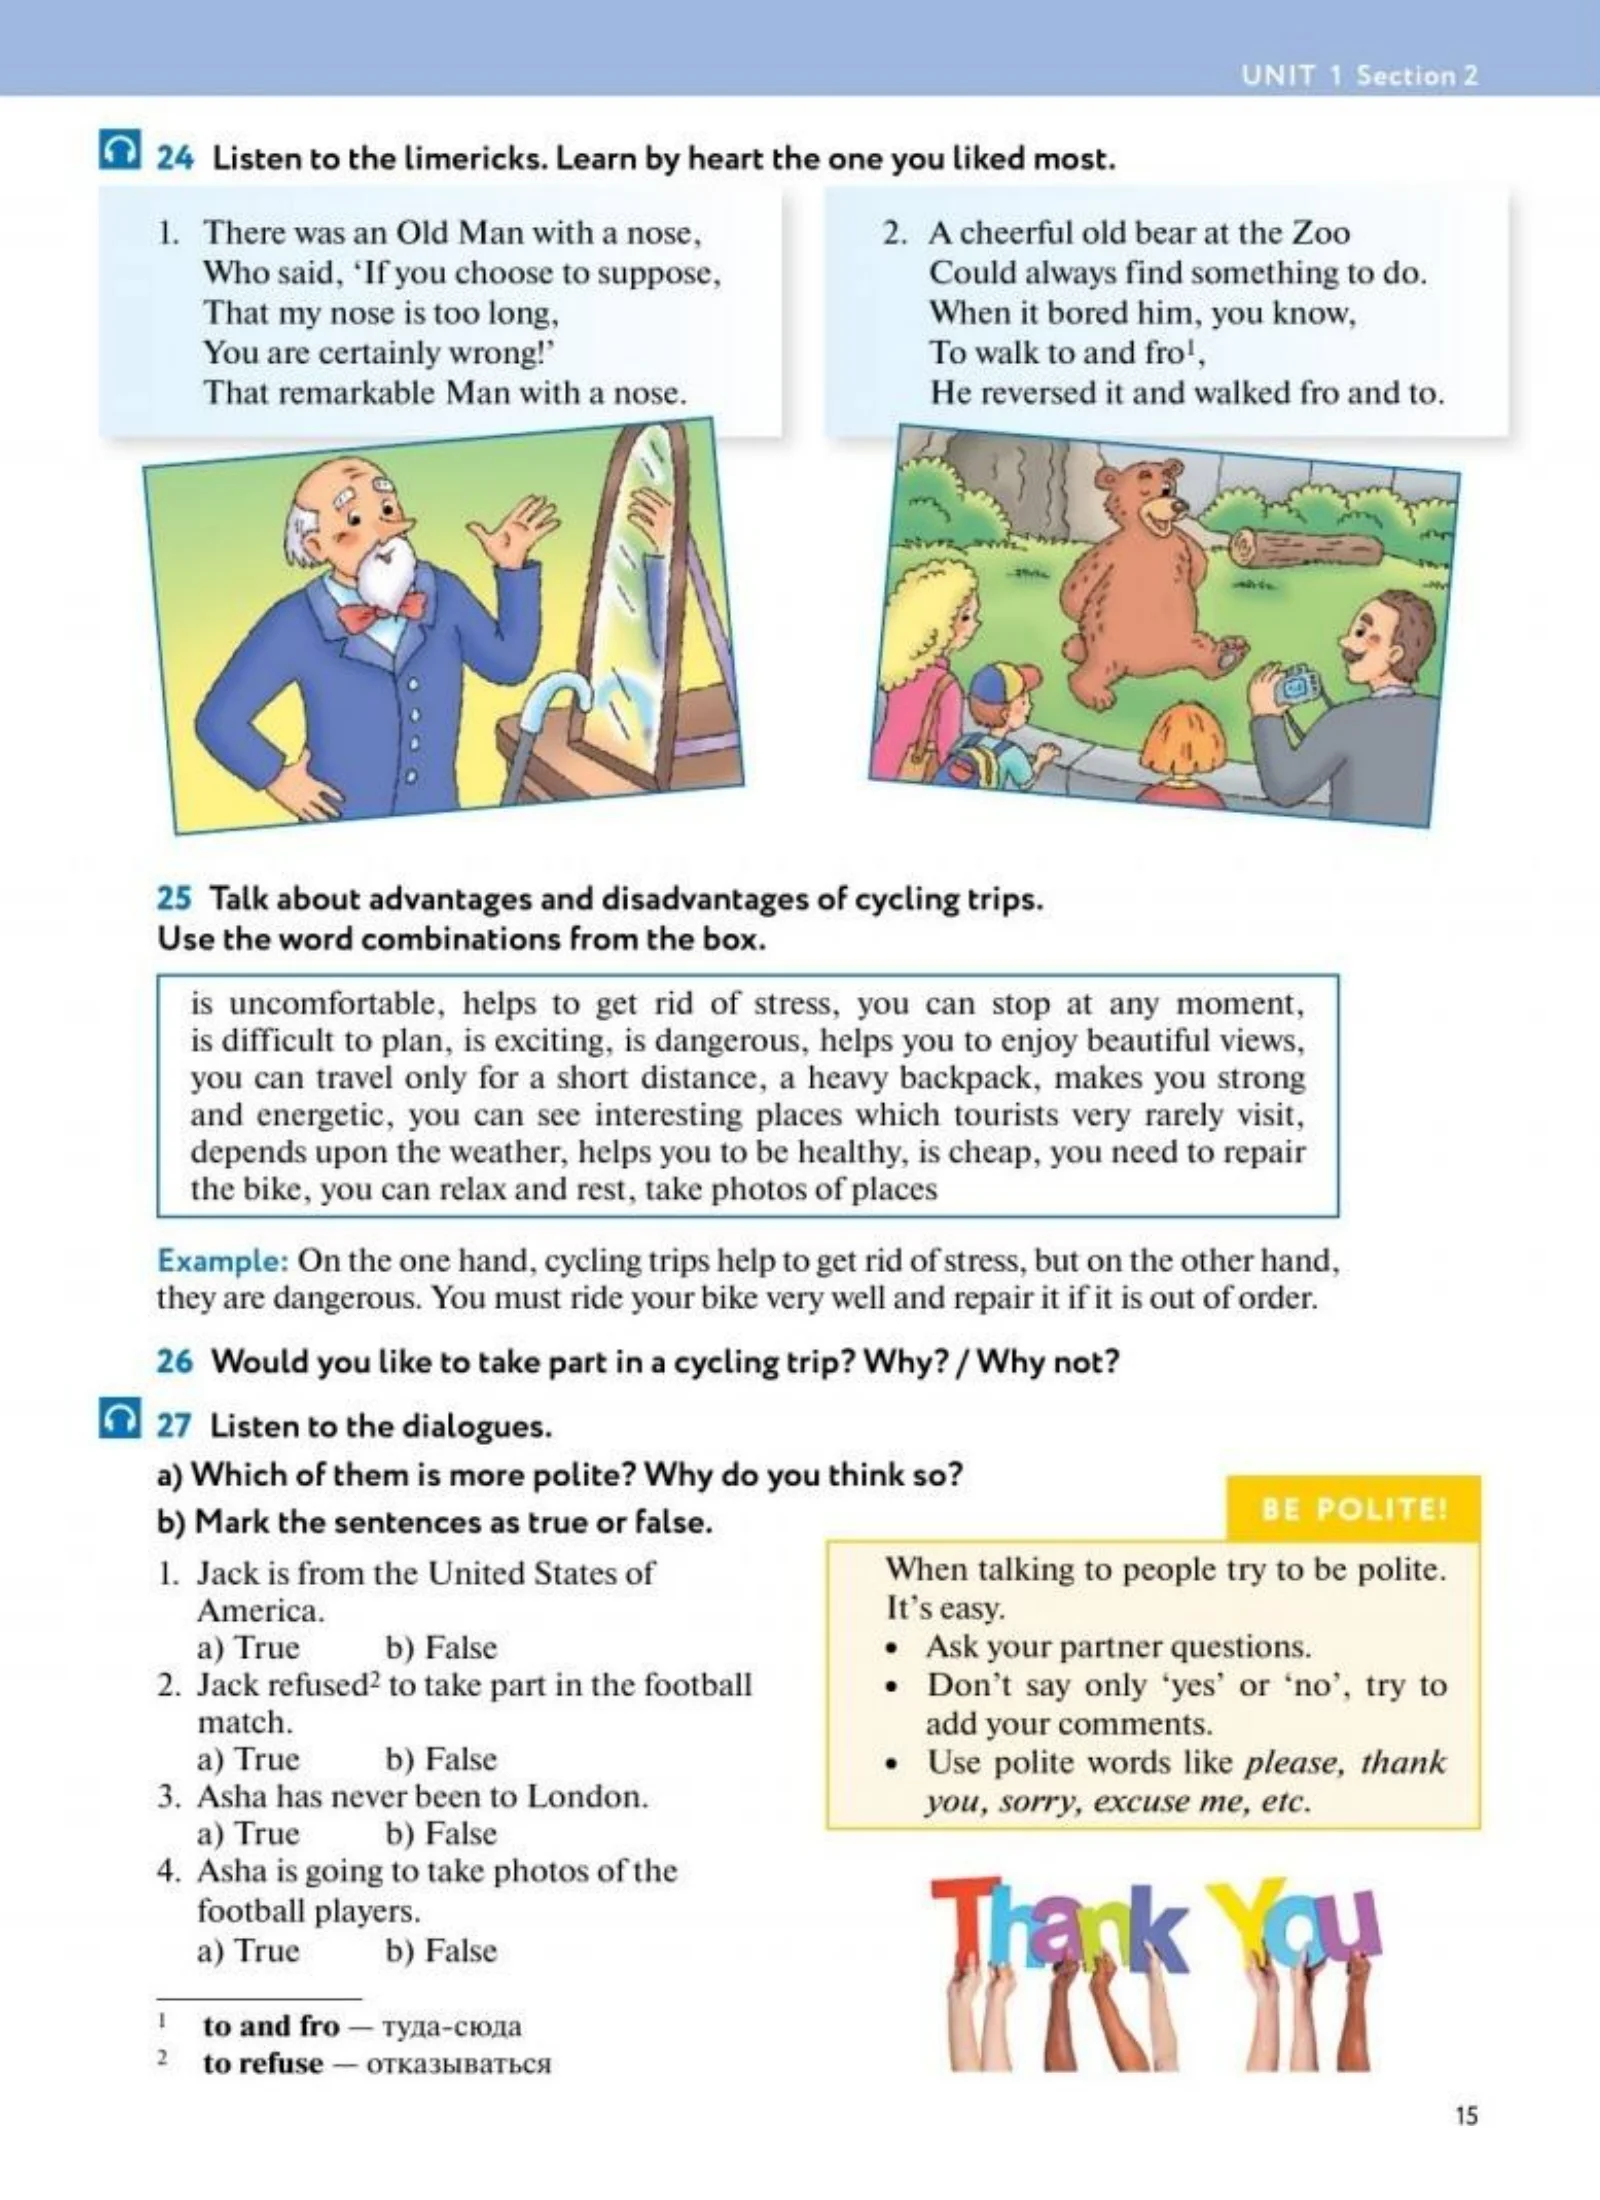 UNIT 1 Section 2
24 Listen to the limericks. Learn by heart the one you liked most.
1. There was an Old Man with a nose,
Who said, ‘If you choose to suppose,
That my nose is too long,
You are certainly wrong!’
That remarkable Man with a nose.
2. A cheerful old bear at the Zoo
Could always find something to do.
When it bored him, you know,
To walk to and fro¹,
He reversed it and walked fro and to.
25 Talk about advantages and disadvantages of cycling trips.
Use the word combinations from the box.
is uncomfortable, helps to get rid of stress, you can stop at any moment,
is difficult to plan, is exciting, is dangerous, helps you to enjoy beautiful views,
you can travel only for a short distance, a heavy backpack, makes you strong
and energetic, you can see interesting places which tourists very rarely visit,
depends upon the weather, helps you to be healthy, is cheap, you need to repair
the bike, you can relax and rest, take photos of places
Example: On the one hand, cycling trips help to get rid of stress, but on the other hand,
they are dangerous. You must ride your bike very well and repair it if it is out of order.
26 Would you like to take part in a cycling trip? Why? / Why not?
27 Listen to the dialogues.
a) Which of them is more polite? Why do you think so?
b) Mark the sentences as true or false.
1. Jack is from the United States of
America.
a) True b) False
2. Jack refused² to take part in the football
match.
a) True b) False
3. Asha has never been to London.
a) True b) False
4. Asha is going to take photos of the
football players.
a) True b) False
BE POLITE!
When talking to people try to be polite.
It’s easy.
• Ask your partner questions.
• Don’t say only ‘yes’ or ‘no’, try to
add your comments.
• Use polite words like please, thank
you, sorry, excuse me, etc.
Thank You
1 to and fro — туда-сюда
2 to refuse — отказываться
15